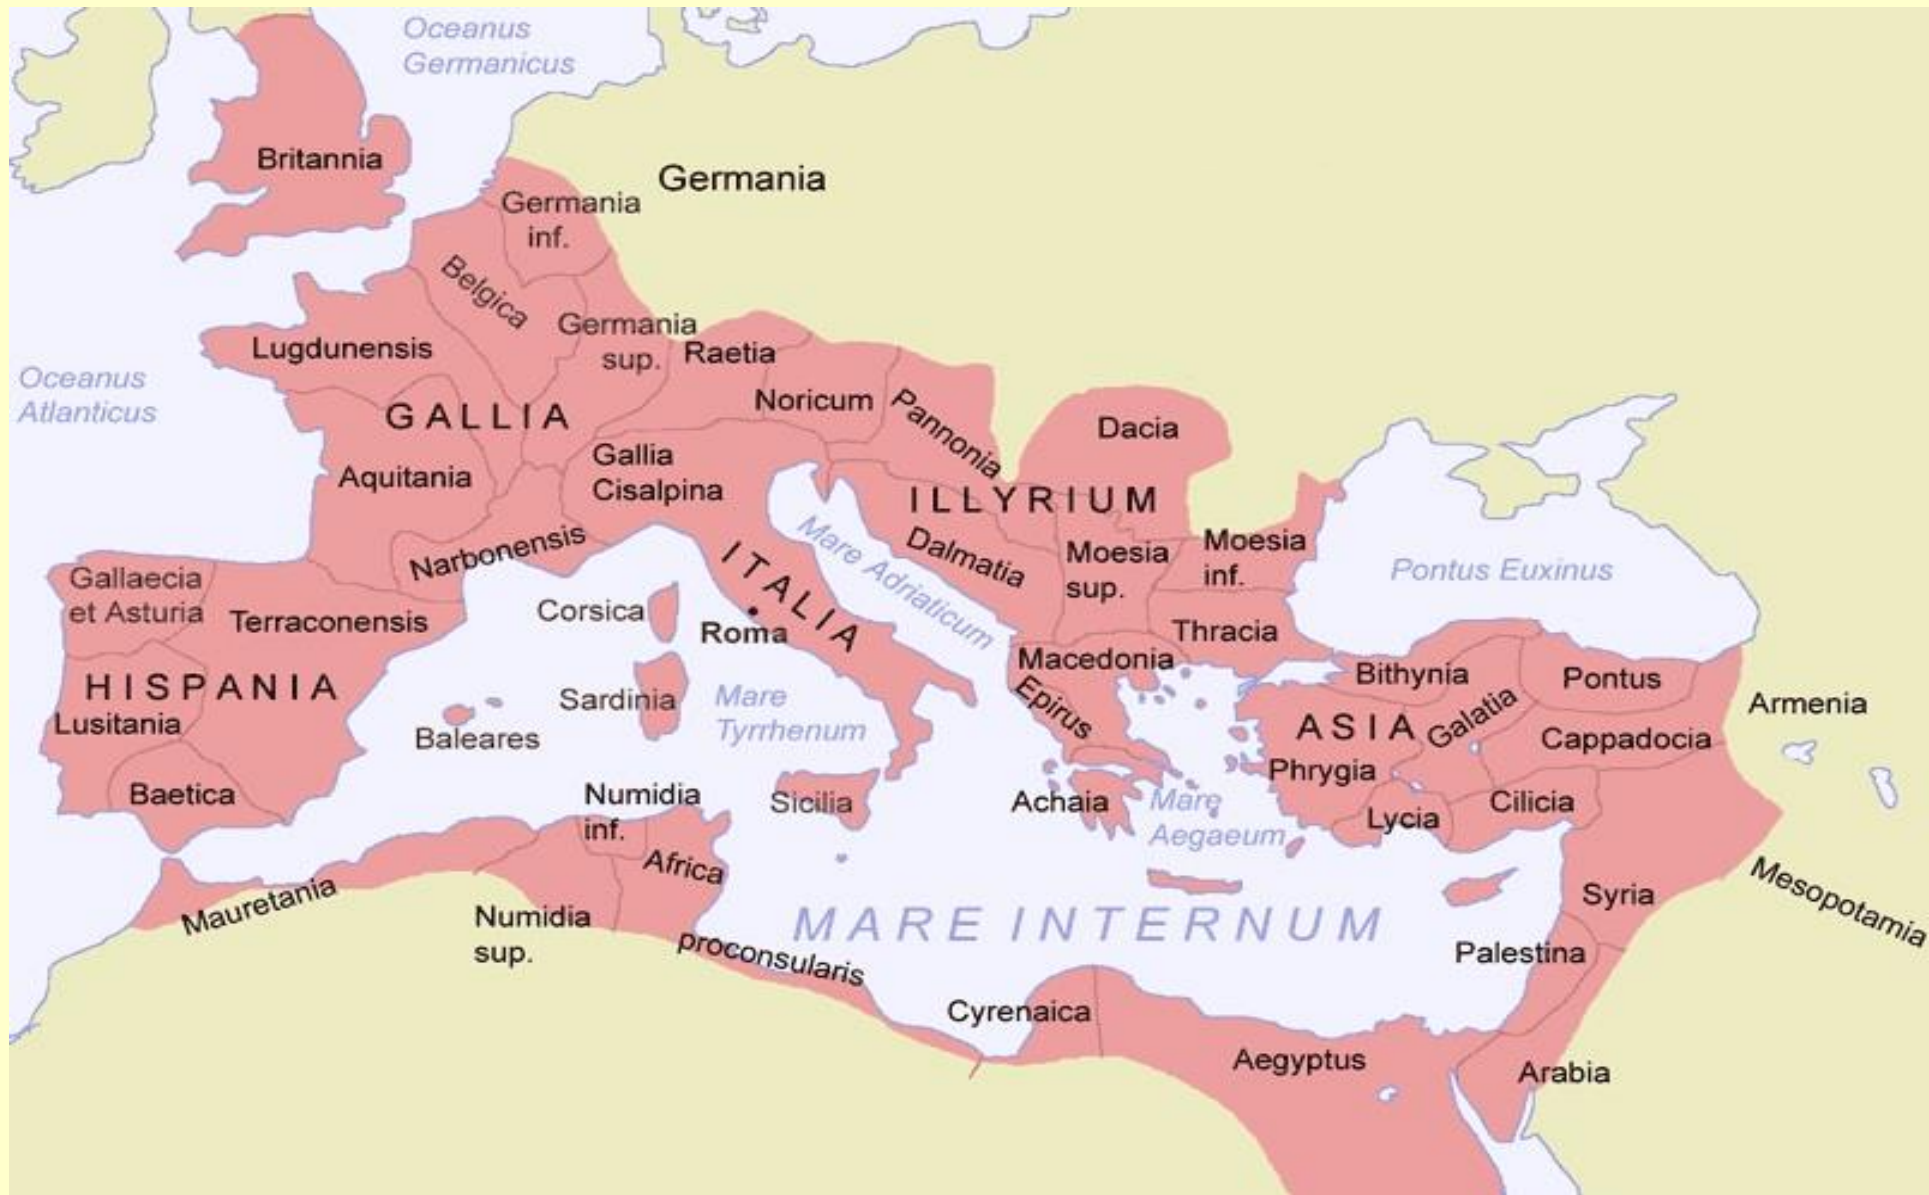 Oceanus
Germanicus
Britannia
Germania
Germania
inf.
Belgica
Germania
sup.
Lugdunensis
Raetia
Oceanus
Atlanticus
GALLIA
Noricum
Pannonia
Dacia
Aquitania
Gallia
Cisalpina
ILLYRIUM
Narbonensis
ITALIA
Mare Adriaticum
Dalmatia
Moesia
sup.
Moesia
inf.
Pontus Euxinus
Gallaecia
et Asturia
Terraconensis
Corsica
Roma
Thracia
Macedonia
Epirus
Bithynia
Pontus
HISPANIA
Lusitania
Sardinia
Mare
Tyrrhenum
Baleares
ASIA
Galatia
Armenia
Cappadocia
Phrygia
Baetica
Numidia
inf.
Sicilia
Achaia
Mare
Aegaeum
Lycia
Cilicia
Africa
Mauretania
Numidia
sup.
proconsularis
MARE INTERNUM
Syria
Mesopotamia
Palestina
Cyrenaica
Aegyptus
Arabia